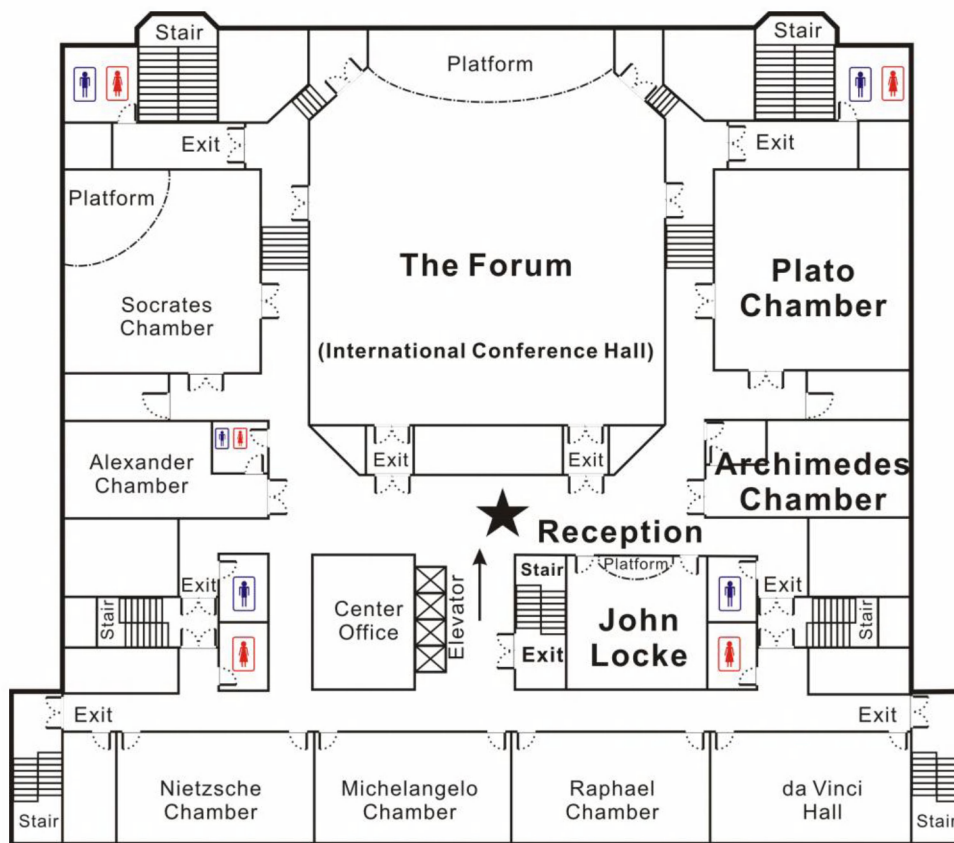 Stair
Stair
Platform
Exit
Exit
Platform
The Forum
Plato
Chamber
Socrates
Chamber
(International Conference Hall)
Exit
Exit
Alexander
Chamber
Archimedes
Chamber
Reception
Stair
Platform
Exit
Exit
Center
Office
Elevator
John
Locke
Stair
Stair
Exit
Exit
Exit
Nietzsche
Chamber
Michelangelo
Chamber
Raphael
Chamber
da Vinci
Hall
Stair
Stair